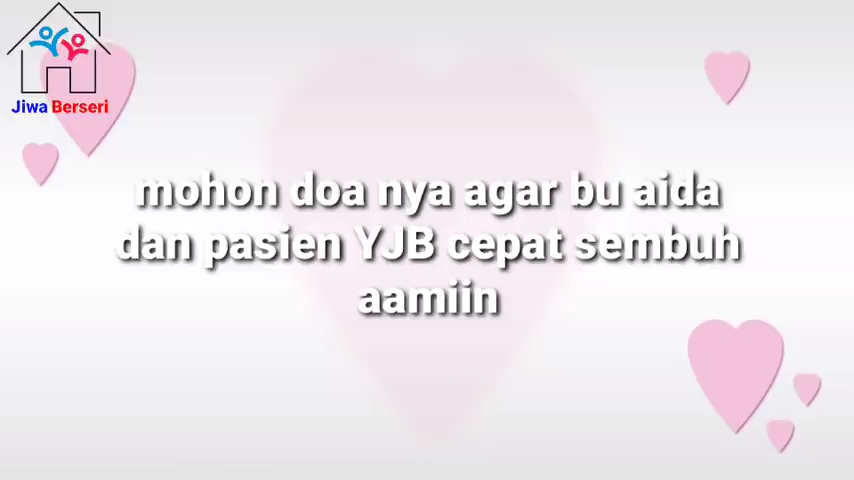 Jiwa Berseri
mohon doa nya agar bu aida
dan pasien YJB cepat sembuh
aamiin